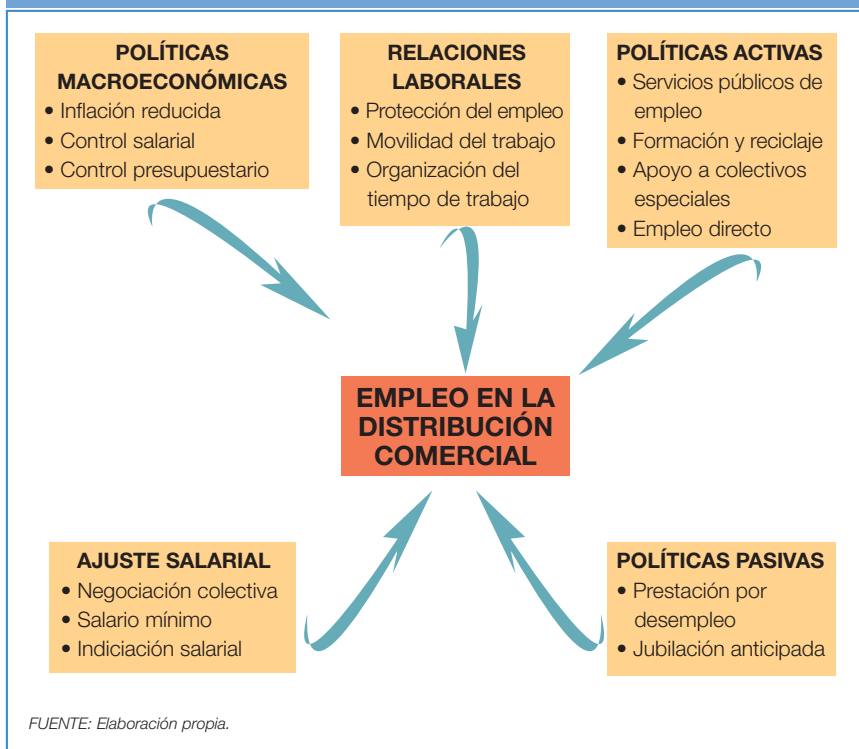 POLÍTICAS
MACROECONÓMICAS
• Inflación reducida
• Control salarial
• Control presupuestario
RELACIONES
LABORALES
• Protección del empleo
• Movilidad del trabajo
• Organización del
tiempo de trabajo
POLÍTICAS ACTIVAS
• Servicios públicos de
empleo
• Formación y reciclaje
• Apoyo a colectivos
especiales
• Empleo directo
EMPLEO EN LA
DISTRIBUCIÓN
COMERCIAL
AJUSTE SALARIAL
• Negociación colectiva
• Salario mínimo
• Indiciación salarial
POLÍTICAS PASIVAS
• Prestación por
desempleo
• Jubilación anticipada
FUENTE: Elaboración propia.